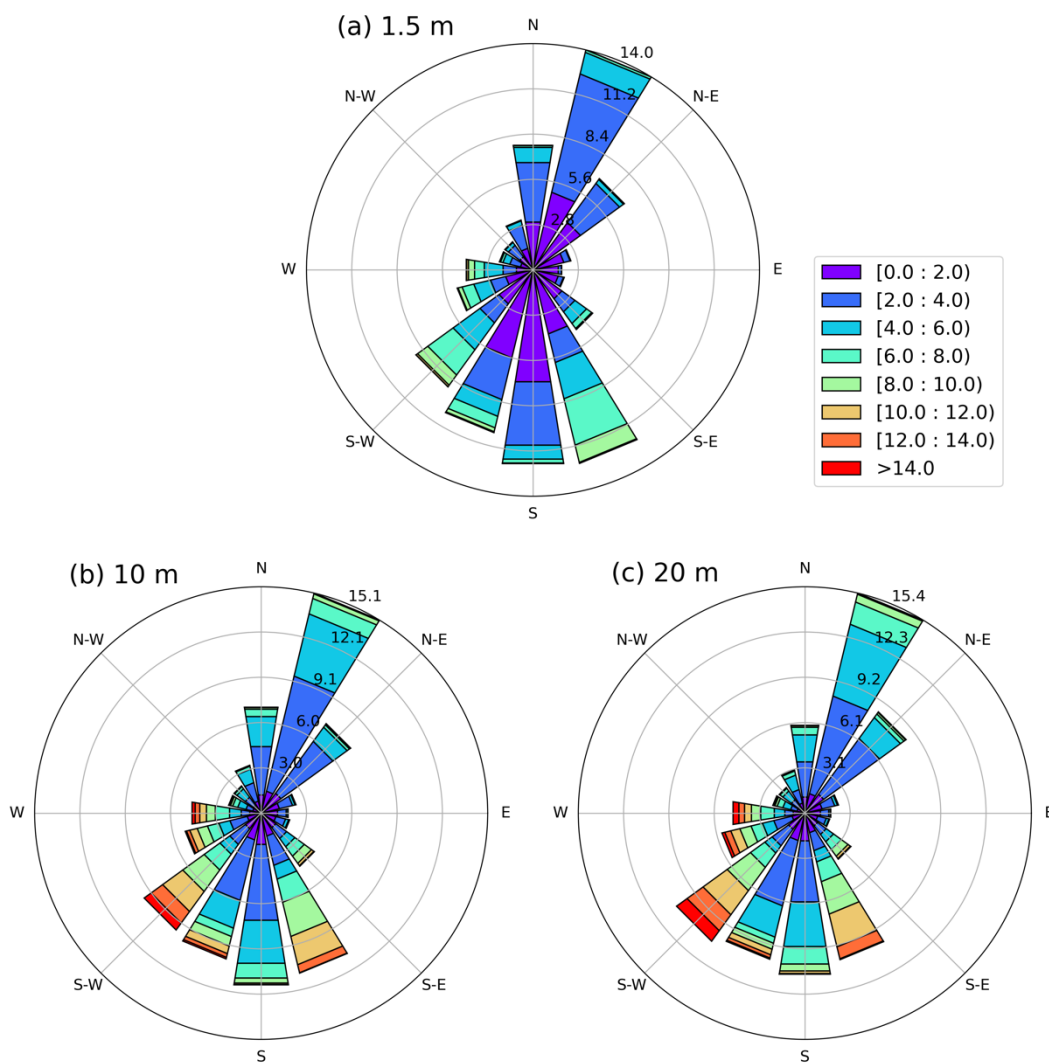 (a) 1.5 m
N
14.0
N-W
11.2
N-E
8.4
5.6
2.8
W
E
S-W
S-E
S
[0.0 : 2.0)
[2.0 : 4.0)
[4.0 : 6.0)
[6.0 : 8.0)
[8.0 : 10.0)
[10.0 : 12.0)
[12.0 : 14.0)
>14.0
(b) 10 m
N
15.1
N-W
12.1
N-E
9.1
6.0
3.0
W
E
S-W
S-E
S
(c) 20 m
N
15.4
N-W
12.3
N-E
9.2
6.1
3.1
W
E
S-W
S-E
S